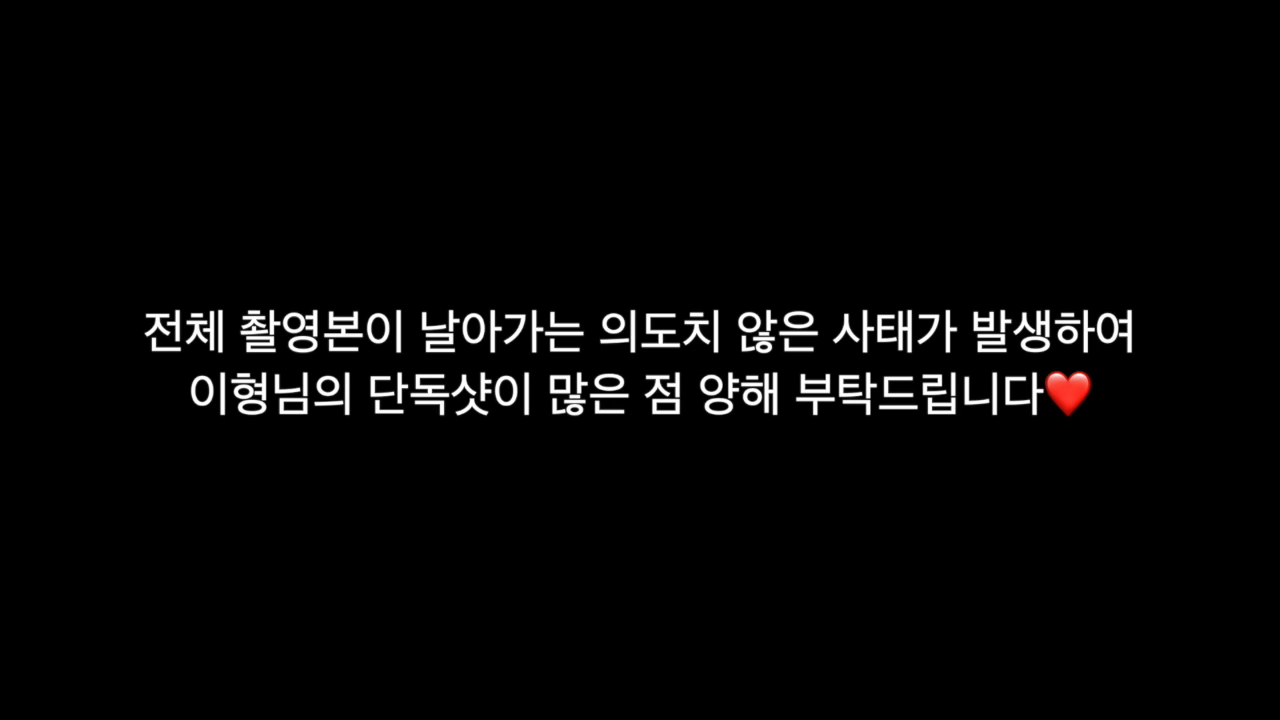 전체 촬영본이 날아가는 의도치 않은 사태가 발생하여
이형님의 단독샷이 많은 점 양해 부탁드립니다❤️